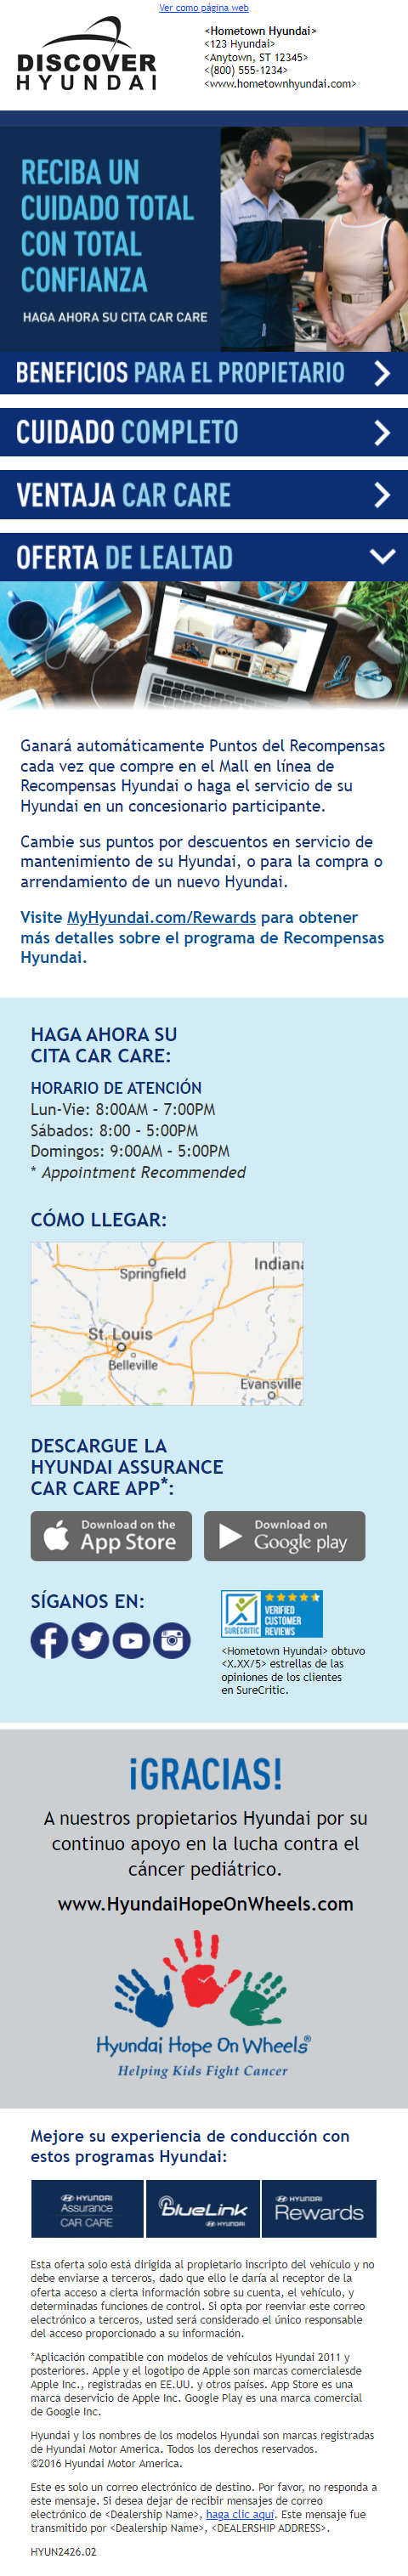 Ver como página web
DISCOVER
HYUNDAI
<Hometown Hyundai>
<123 Hyundai>
<Anytown, ST 12345>
<(800) 555-1234>
<www.hometownhyundai.com>
RECIBA UN
CUIDADO TOTAL
CON TOTAL
CONFIANZA
HAGA AHORA SU CITA CAR CARE
BENEFICIOS PARA EL PROPIETARIO
CUIDADO COMPLETO
VENTAJA CAR CARE
OFERTA DE LEALTAD
Ganará automáticamente Puntos del Recompensas
cada vez que compre en el Mall en línea de
Recompensas Hyundai o haga el servicio de su
Hyundai en un concesionario participante.
Cambie sus puntos por descuentos en servicio de
mantenimiento de su Hyundai, o para la compra o
arrendamiento de un nuevo Hyundai.
Visite MyHyundai.com/Rewards para obtener
más detalles sobre el programa de Recompensas
Hyundai.
HAGA AHORA SU
CITA CAR CARE:
HORARIO DE ATENCIÓN
Lun-Vie: 8:00AM - 7:00PM
Sábados: 8:00 - 5:00PM
Domingos: 9:00AM - 5:00PM
* Appointment Recommended
CÓMO LLEGAR:
Indiana
Springfield
St. Louis
Belleville
Evansville
DESCARGUE LA
HYUNDAI ASSURANCE
CAR CARE APP*:
Download on the
App Store
Download on
Google play
SÍGANOS EN:
SURECRITIC
VERIFIED
CUSTOMER
REVIEWS
<Hometown Hyundai> obtuvo
<X.XX/5> estrellas de las
opiniones de los clientes
en SureCritic.
¡GRACIAS!
A nuestros propietarios Hyundai por su
continuo apoyo en la lucha contra el
cáncer pediátrico.
www.HyundaiHopeOnWheels.com
Hyundai Hope On Wheels®
Helping Kids Fight Cancer
Mejore su experiencia de conducción con
estos programas Hyundai:
HYUNDAI
Assurance
CAR CARE
BlueLink
HYUNDAI
HYUNDAI
Rewards
Esta oferta solo está dirigida al propietario inscripto del vehículo y no
debe enviarse a terceros, dado que ello le daría al receptor de la
oferta acceso a cierta información sobre su cuenta, el vehículo, y
determinadas funciones de control. Si opta por reenviar este correo
electrónico a terceros, usted será considerado el único responsable
del acceso proporcionado a su información.
*Aplicación compatible con modelos de vehículos Hyundai 2011 y
posteriores. Apple y el logotipo de Apple son marcas comercialesde
Apple Inc., registradas en EE.UU. y otros países. App Store es una
marca deservicio de Apple Inc. Google Play es una marca comercial
de Google Inc.
Hyundai y los nombres de los modelos Hyundai son marcas registradas
de Hyundai Motor America. Todos los derechos reservados.
©2016 Hyundai Motor America.
Este es solo un correo electrónico de destino. Por favor, no responda a
este mensaje. Si desea dejar de recibir mensajes de correo
electrónico de <Dealership Name>, haga clic aquí. Este mensaje fue
transmitido por <Dealership Name>, <DEALERSHIP ADDRESS>.
HYUN2426.02